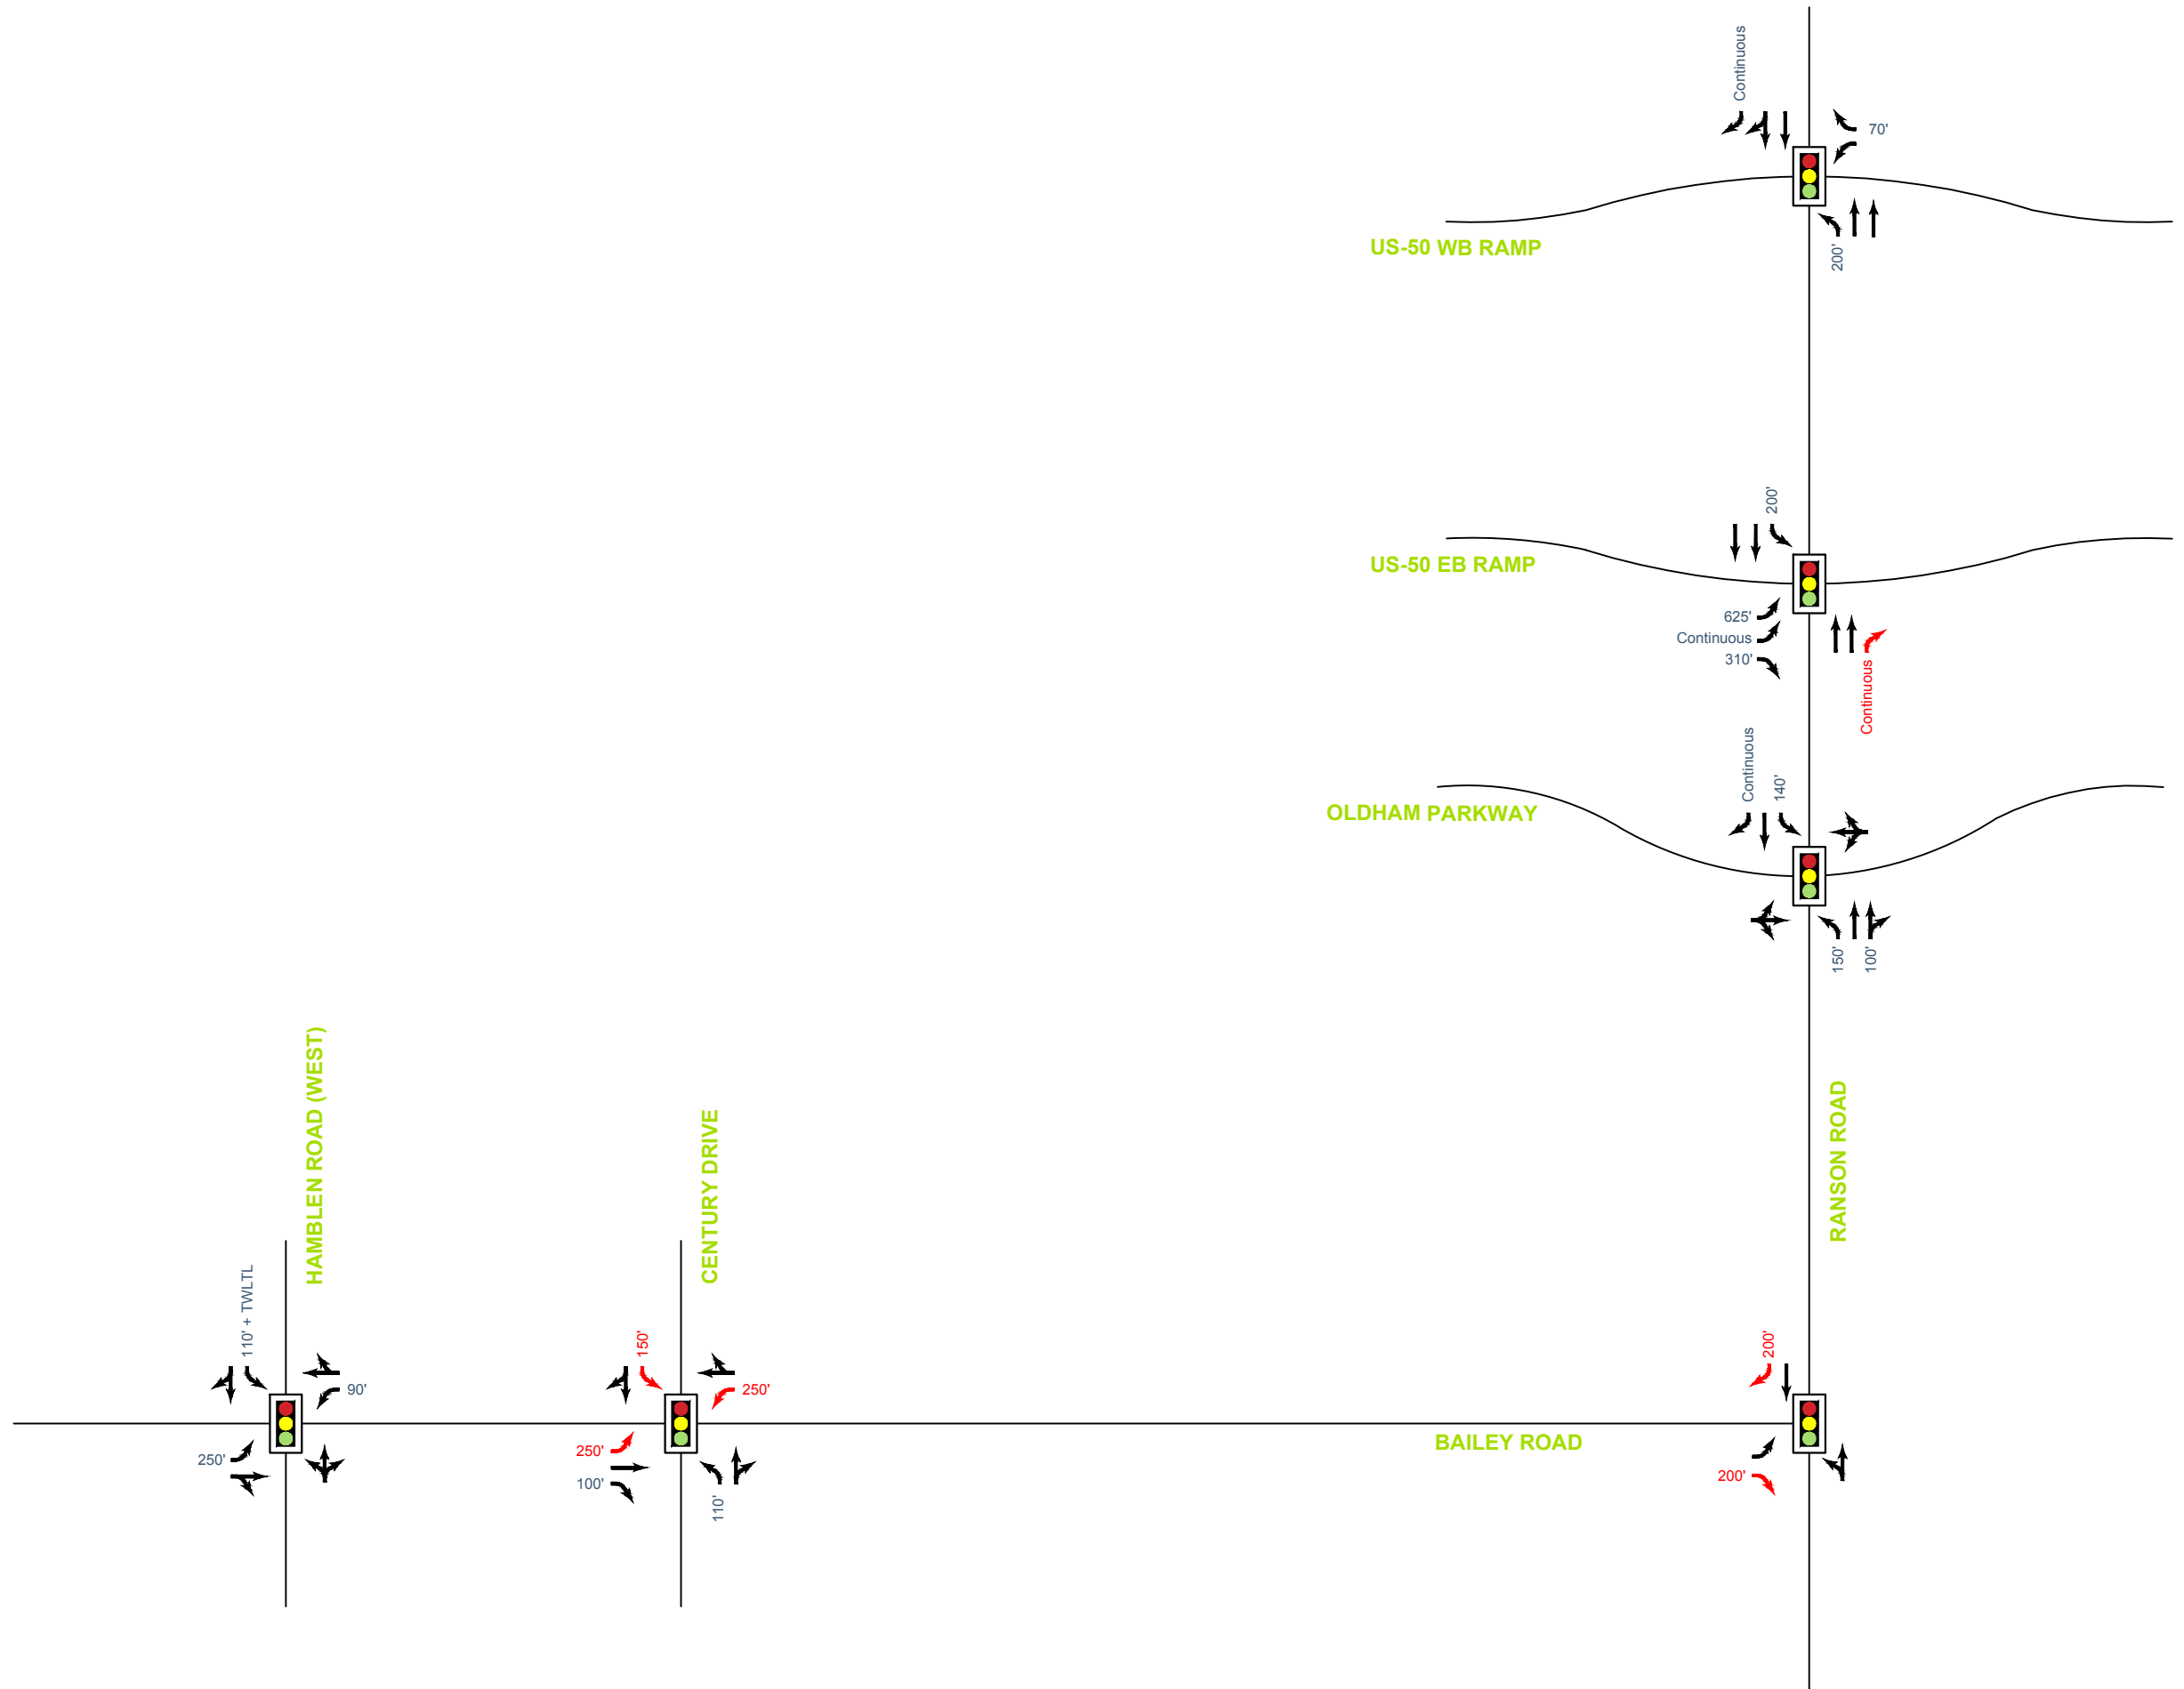 Continuous
70'
US-50 WB RAMP
200'
200'
US-50 EB RAMP
625'
Continuous
310'
Continuous
Continuous
140'
OLDHAM PARKWAY
150'
100'
HAMBLEN ROAD (WEST)
CENTURY DRIVE
RANSON ROAD
110' + TWLTL
90'
250'
150'
250'
250'
100'
110'
BAILEY ROAD
200'
200'